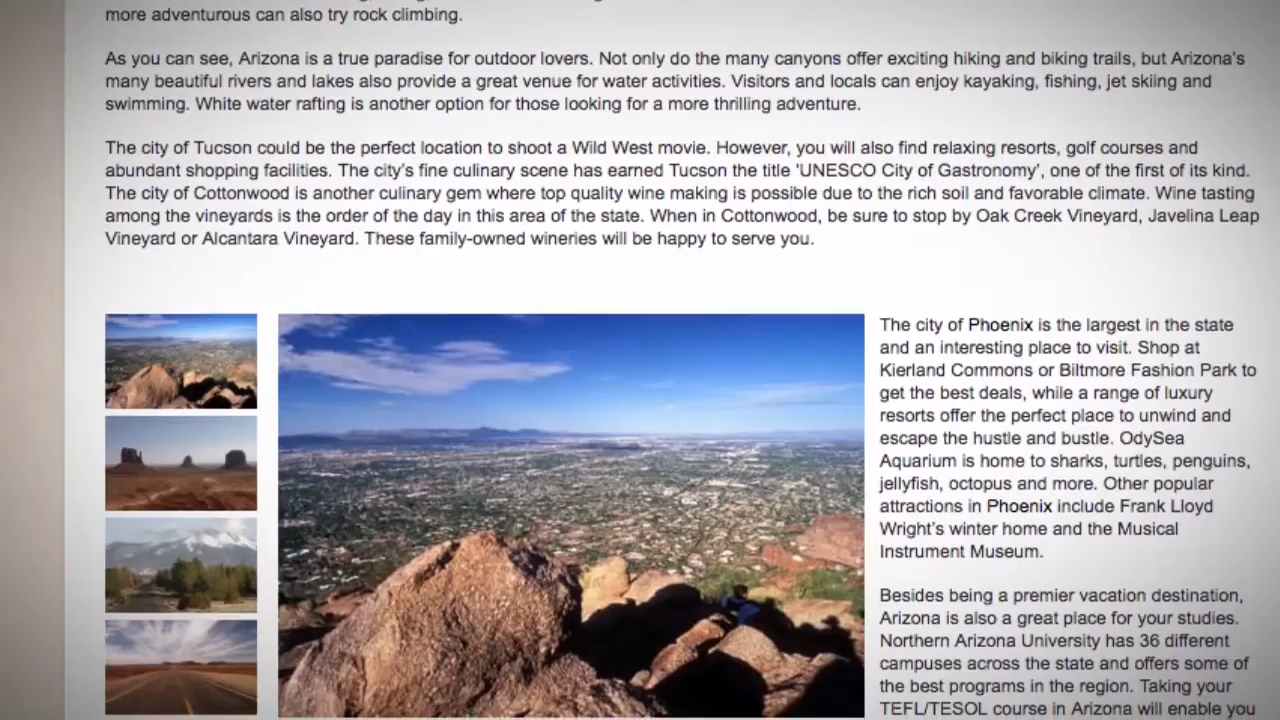 more adventurous can also try rock climbing.
As you can see, Arizona is a true paradise for outdoor lovers. Not only do the many canyons offer exciting hiking and biking trails, but Arizona's
many beautiful rivers and lakes also provide a great venue for water activities. Visitors and locals can enjoy kayaking, fishing, jet skiing and
swimming. White water rafting is another option for those looking for a more thrilling adventure.
The city of Tucson could be the perfect location to shoot a Wild West movie. However, you will also find relaxing resorts, golf courses and
abundant shopping facilities. The city's fine culinary scene has earned Tucson the title 'UNESCO City of Gastronomy', one of the first of its kind.
The city of Cottonwood is another culinary gem where top quality wine making is possible due to the rich soil and favorable climate. Wine tasting
among the vineyards is the order of the day in this area of the state. When in Cottonwood, be sure to stop by Oak Creek Vineyard, Javelina Leap
Vineyard or Alcantara Vineyard. These family-owned wineries will be happy to serve you.
The city of Phoenix is the largest in the state
and an interesting place to visit. Shop at
Kierland Commons or Biltmore Fashion Park to
get the best deals, while a range of luxury
resorts offer the perfect place to unwind and
escape the hustle and bustle. OdySea
Aquarium is home to sharks, turtles, penguins,
jellyfish, octopus and more. Other popular
attractions in Phoenix include Frank Lloyd
Wright's winter home and the Musical
Instrument Museum.
Besides being a premier vacation destination,
Arizona is also a great place for your studies.
Northern Arizona University has 36 different
campuses across the state and offers some of
the best programs in the region. Taking your
TEFL/TESOL course in Arizona will enable you